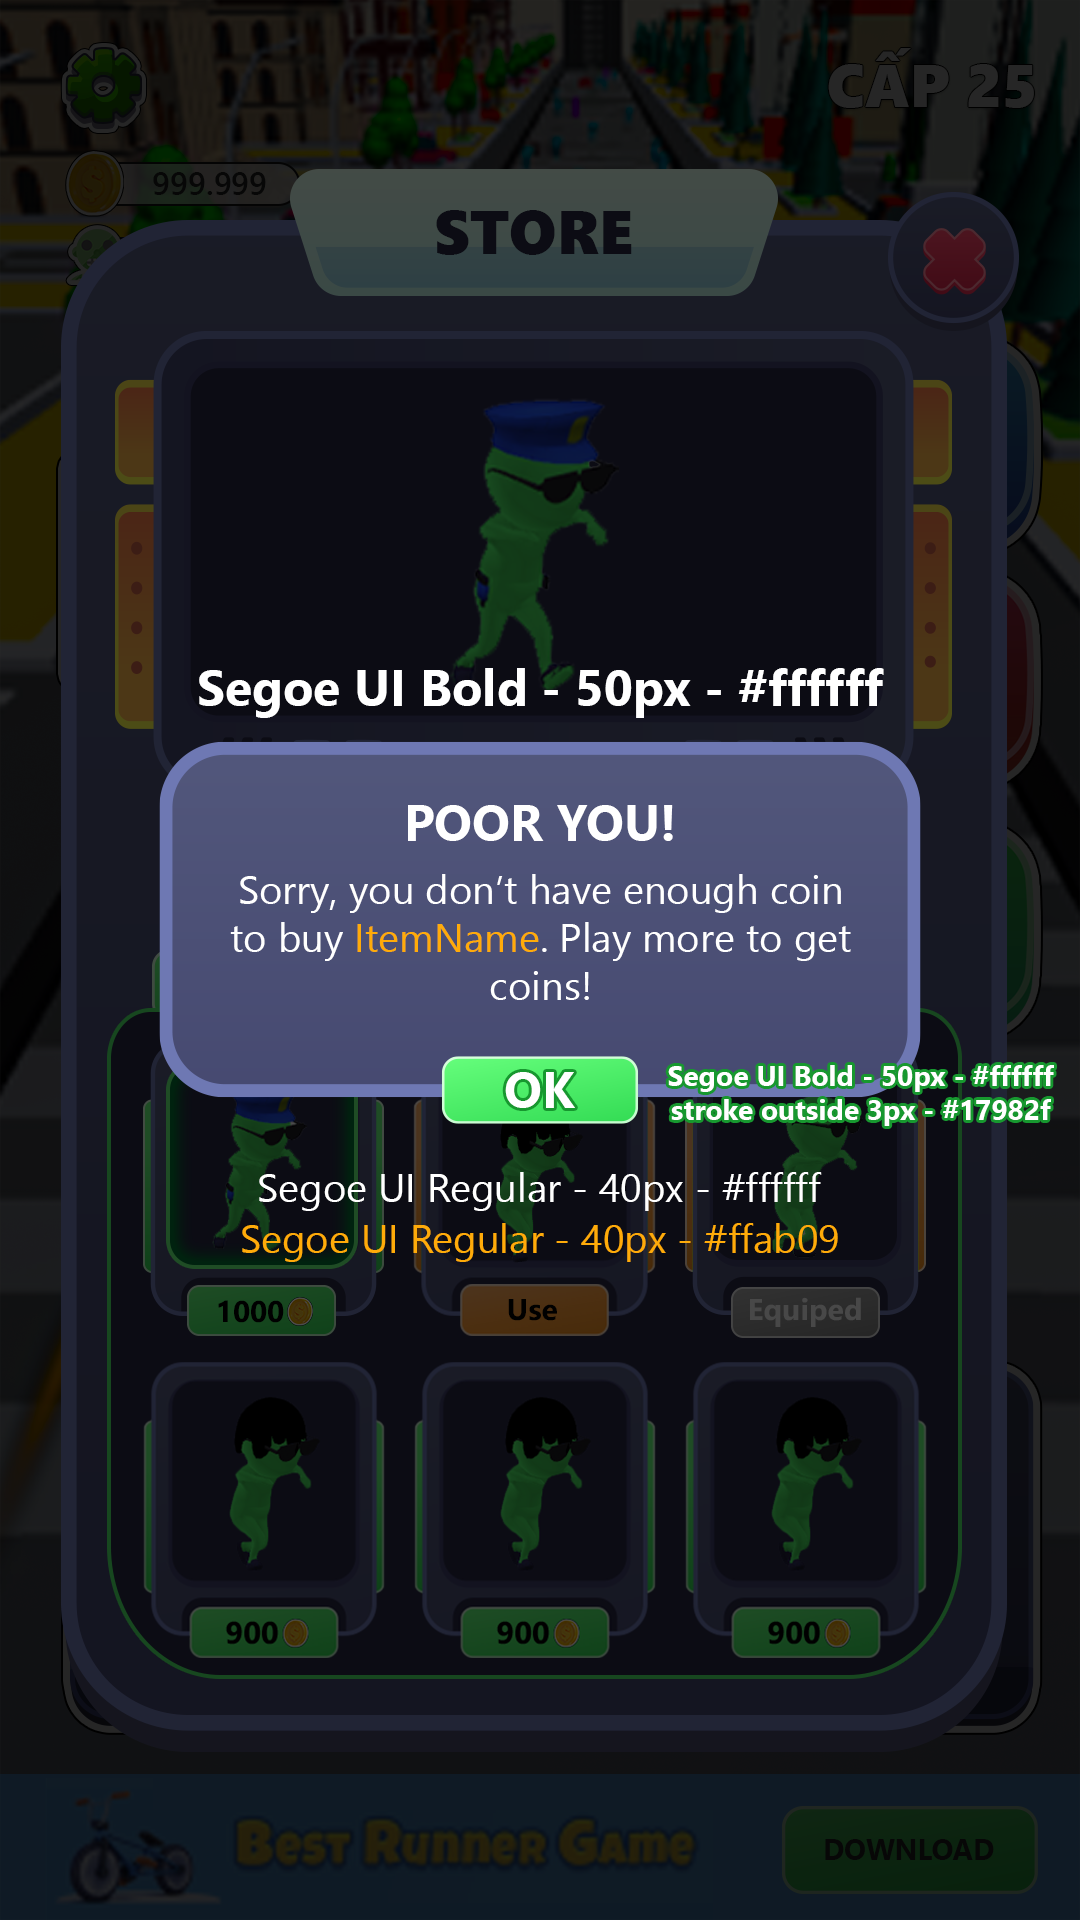 CẤP 25
999.999
STORE
Segoe UI Bold - 50px - #ffffff
POOR YOU!
Sorry, you don’t have enough coin
to buy ItemName. Play more to get
coins!
OK
Segoe UI Bold - 50px - #ffffff
stroke outside 3px - #17982f
Segoe UI Regular - 40px - #ffffff
Segoe UI Regular - 40px - #ffab09
1000
Use
Equiped
900
900
900
BEST RUNNER GAME
DOWNLOAD